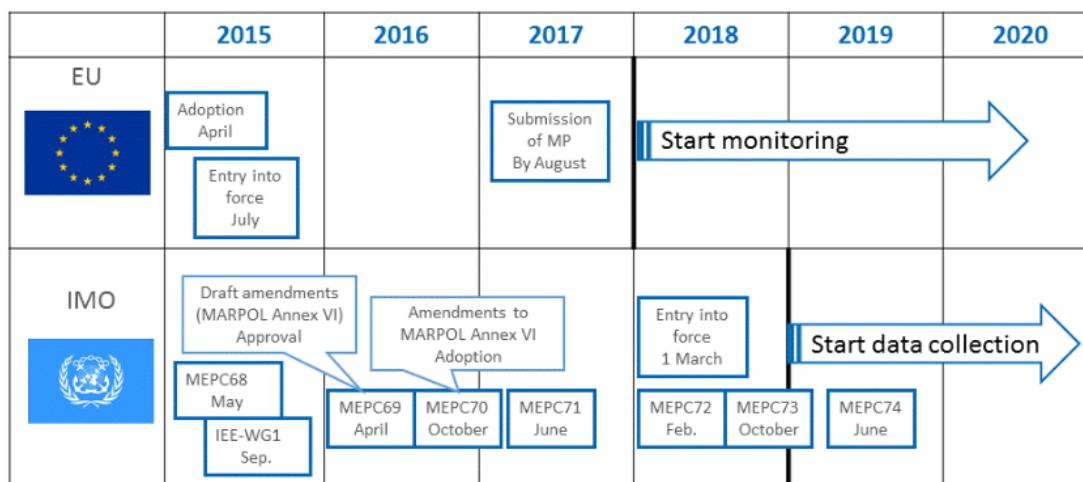 2015 2016 2017 2018 2019 2020
EU
Adoption
April
Entry into
force
July
Submission
of MP
By August
Start monitoring
IMO
Draft amendments
(MARPOL Annex VI)
Approval
Amendments to
MARPOL Annex VI
Adoption
Entry into
force
1 March
Start data collection
MEPC68
May
IEE-WG1
Sep.
MEPC69
April
MEPC70
October
MEPC71
June
MEPC72
Feb.
MEPC73
October
MEPC74
June